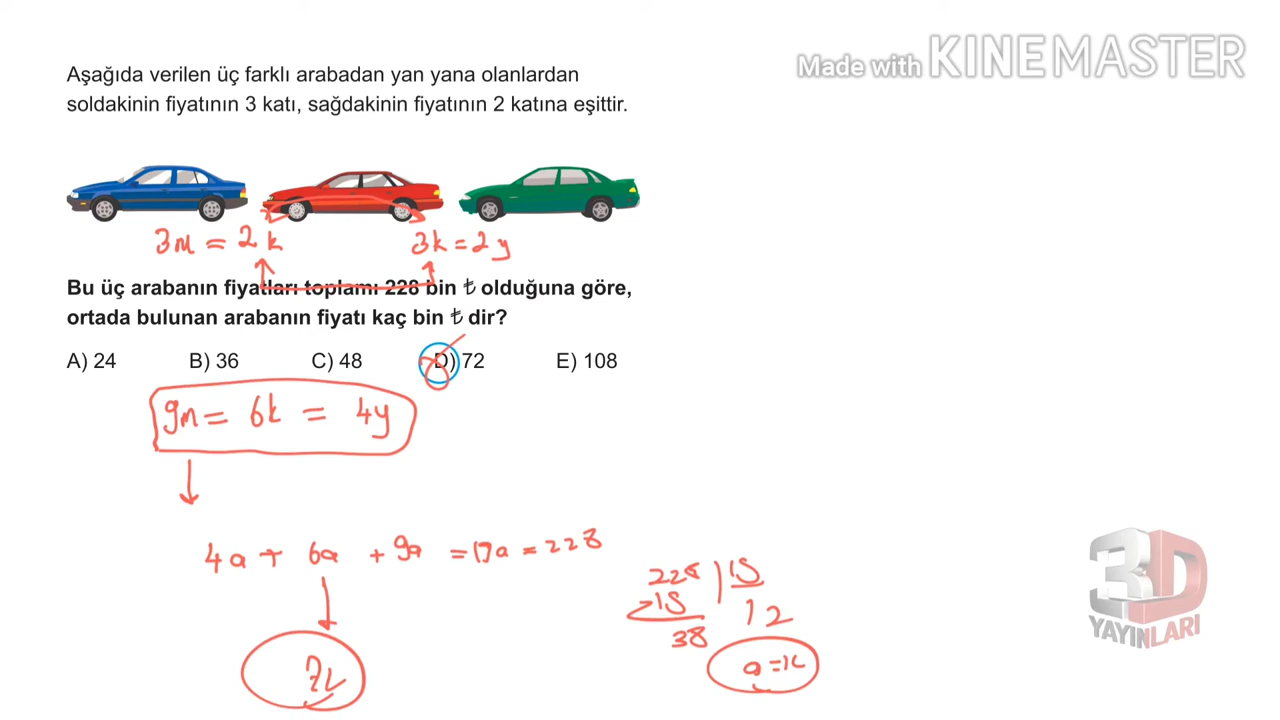 Made with KINEMASTER
Aşağıda verilen üç farklı arabadan yan yana olanlardan
soldakinin fiyatının 3 katı, sağdakinin fiyatının 2 katına eşittir.
3m = 2k 3k = 2y
Bu üç arabanın fiyatları toplamı 228 bin ₺ olduğuna göre,
ortada bulunan arabanın fiyatı kaç bin ₺ dir?
A) 24 B) 36 C) 48 D) 72 E) 108
9m = 6k = 4y
4a + 6a + 9a = 19a = 228
228 19
-19 12
38
a = 12
72
3D
YAYINLARI